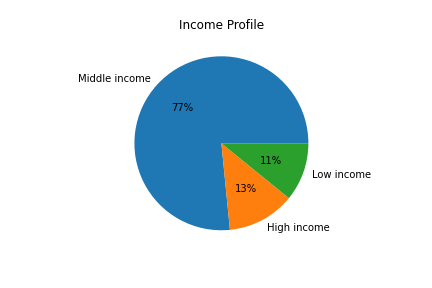 Income Profile
Middle income
77%
11%
Low income
13%
High income